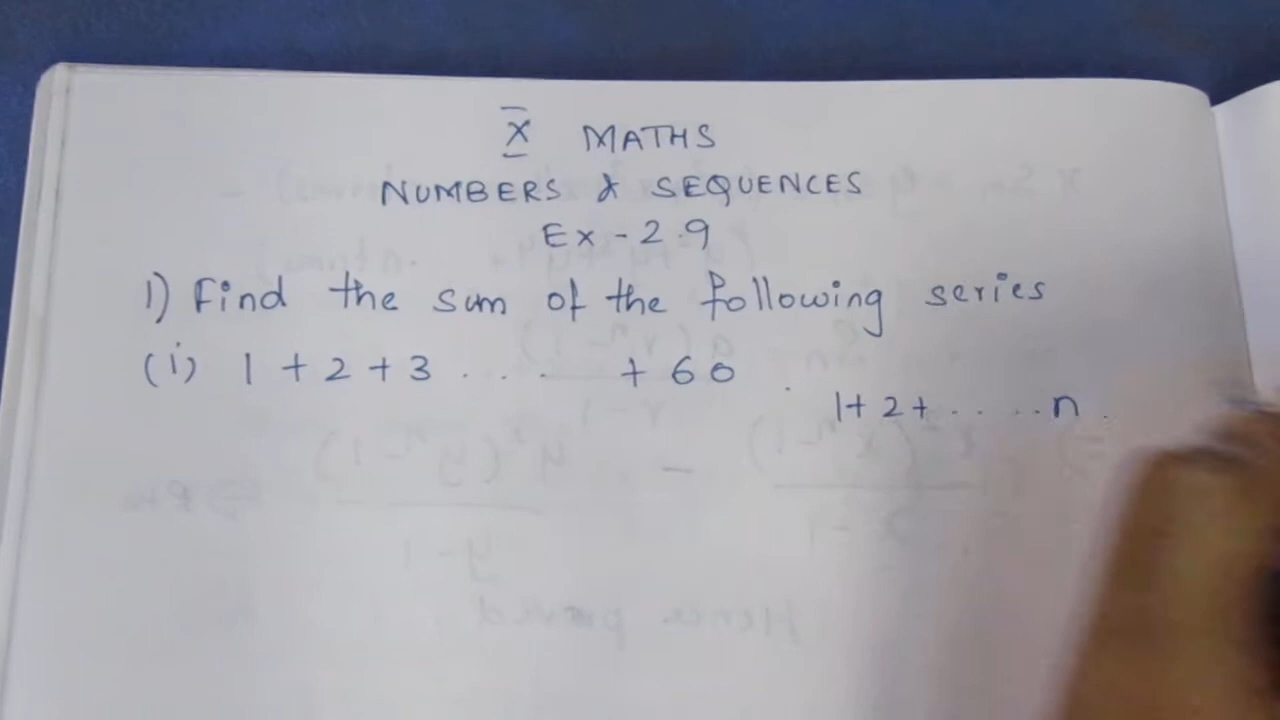 X MATHS
NUMBERS & SEQUENCES
Ex - 2.9
1) Find the sum of the following series
(i) 1 + 2 + 3 .... + 60 .
1 + 2 + ..... n .